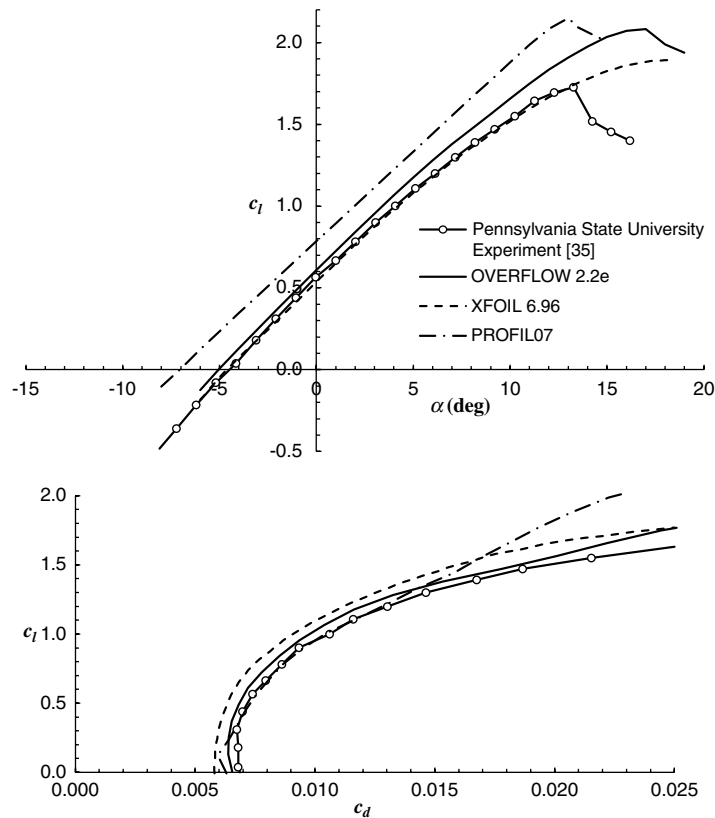 2.0
1.5
c_l
1.0
Pennsylvania State University
Experiment [35]
OVERFLOW 2.2e
XFOIL 6.96
PROFIL07
0.5
0.0
-15
-10
-5
0
5
10
15
20
α (deg)
-0.5
2.0
1.5
c_l
1.0
0.5
0.0
0.000
0.005
0.010
0.015
0.020
0.025
c_d